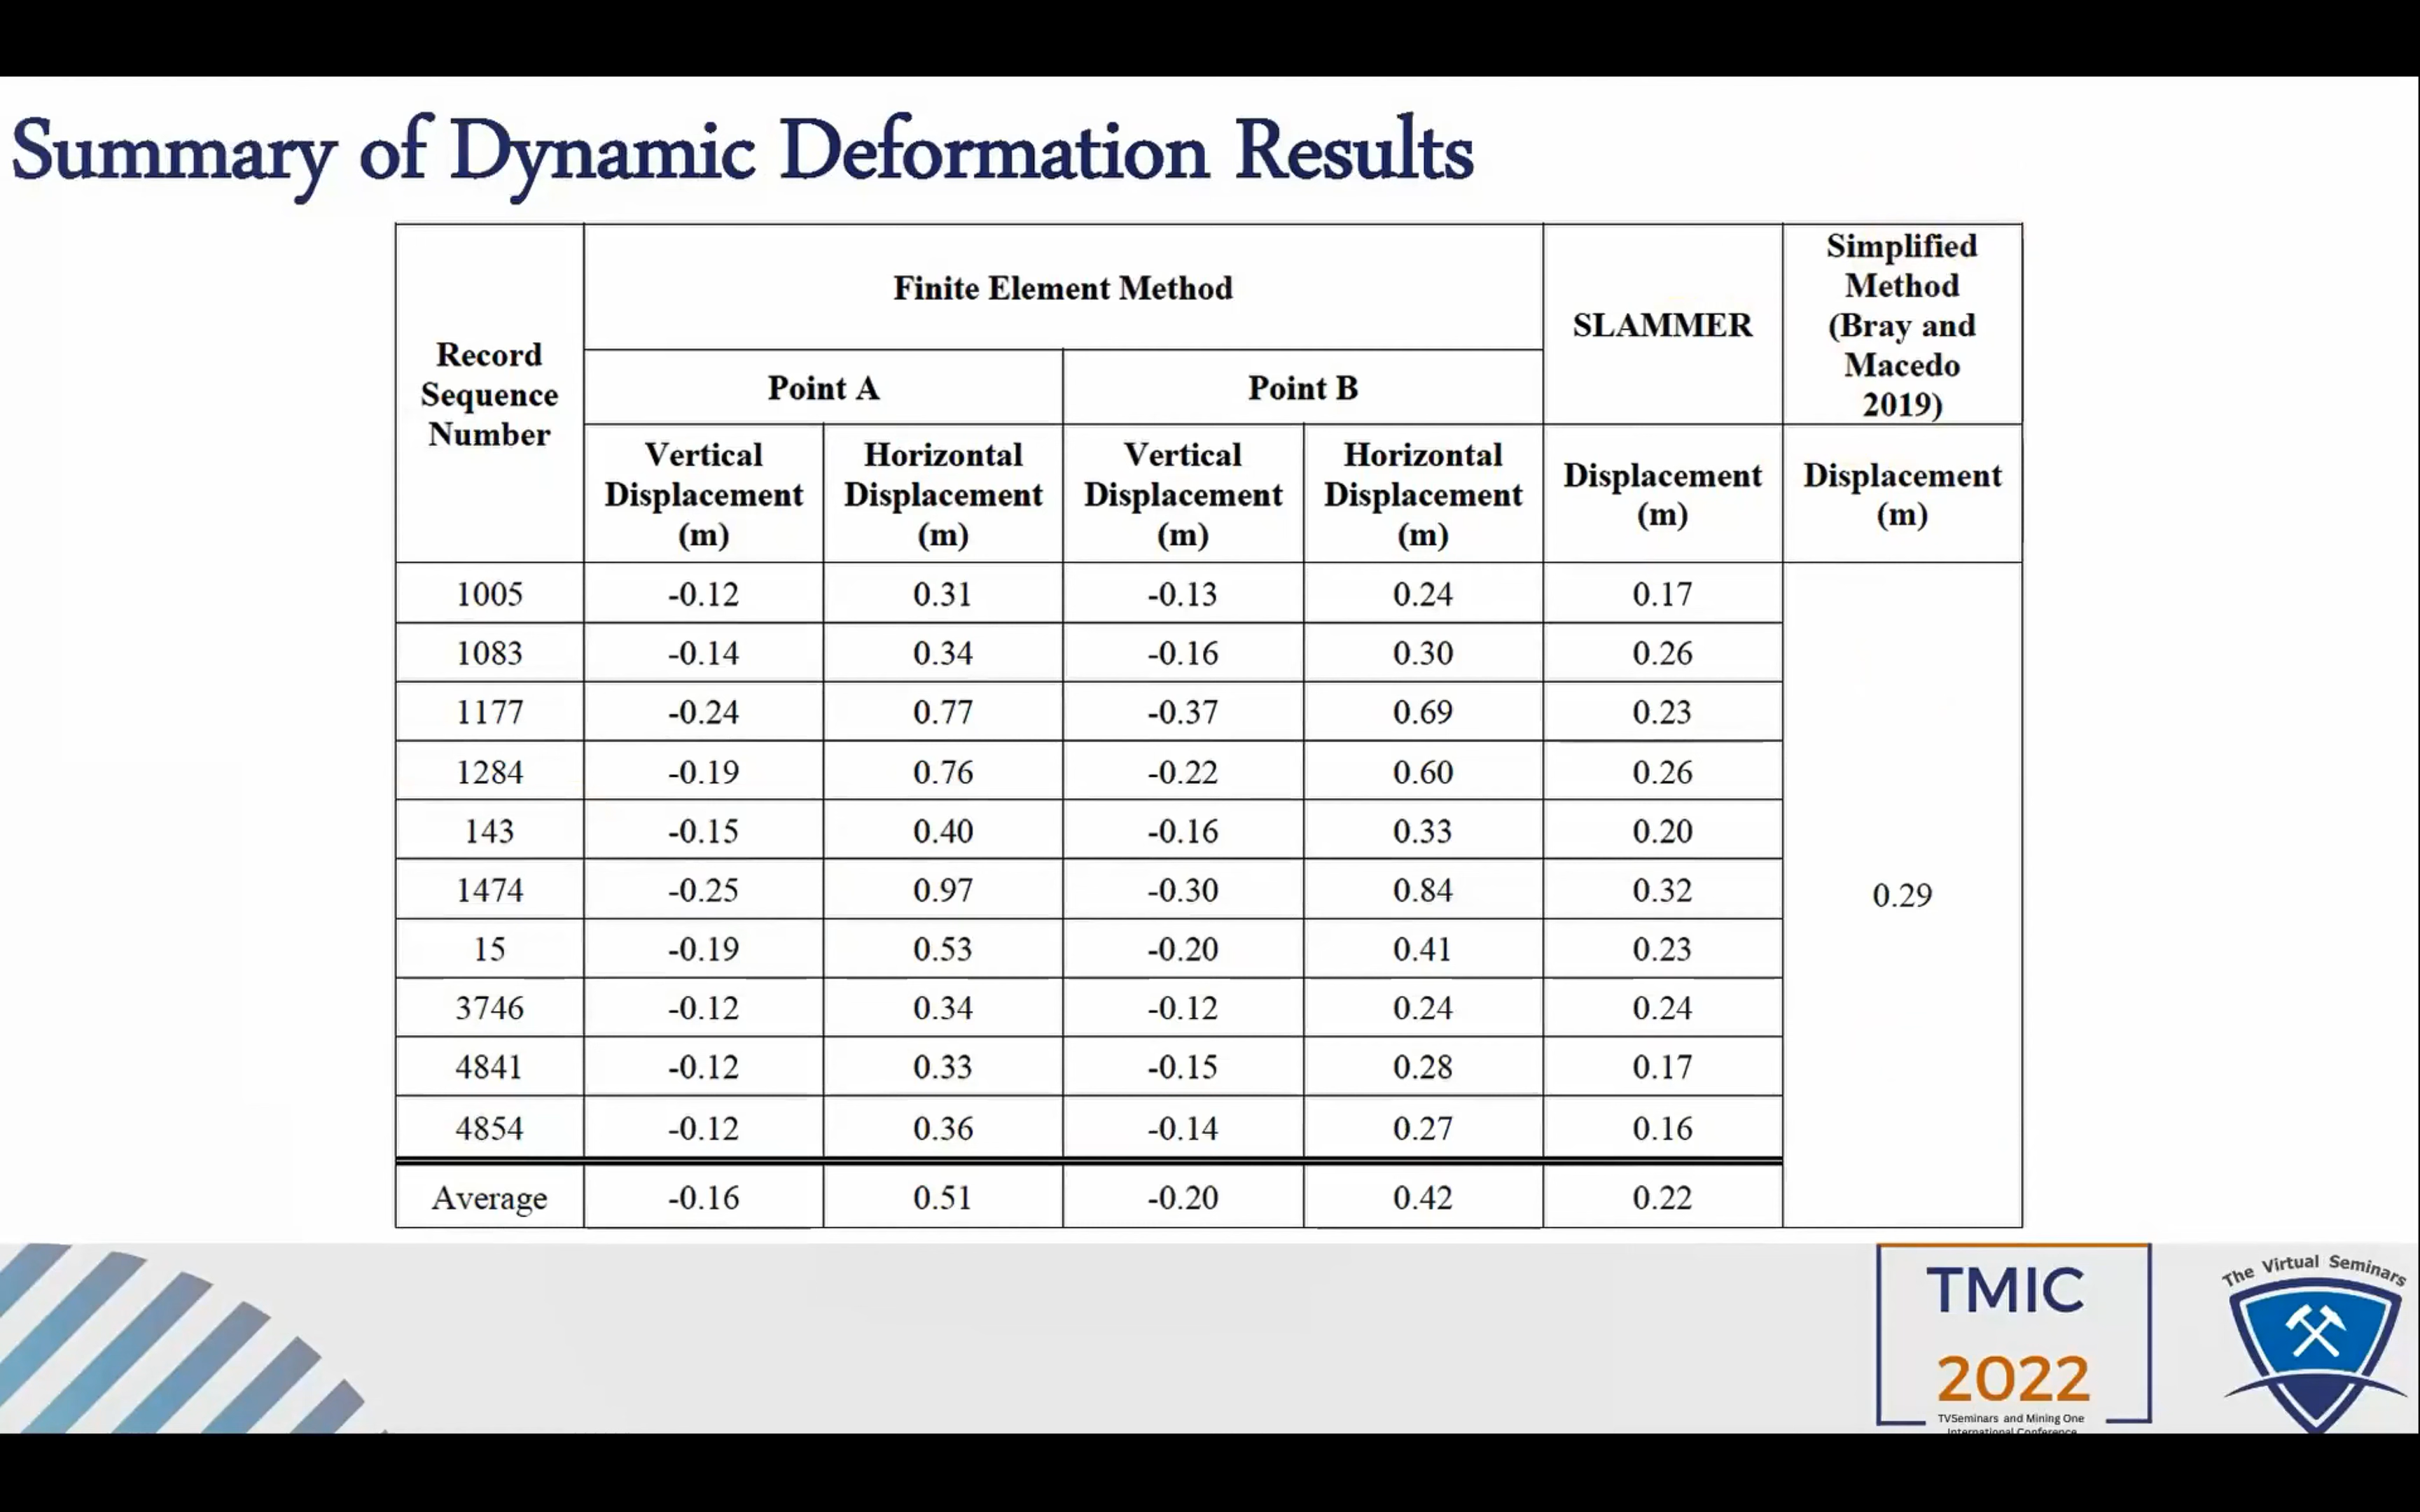 Summary of Dynamic Deformation Results
Record Sequence Number
Finite Element Method
SLAMMER
Simplified Method (Bray and Macedo 2019)
Point A
Point B
Vertical Displacement (m)
Horizontal Displacement (m)
Vertical Displacement (m)
Horizontal Displacement (m)
Displacement (m)
Displacement (m)
1005 -0.12 0.31 -0.13 0.24 0.17
1083 -0.14 0.34 -0.16 0.30 0.26
1177 -0.24 0.77 -0.37 0.69 0.23
1284 -0.19 0.76 -0.22 0.60 0.26
143 -0.15 0.40 -0.16 0.33 0.20
1474 -0.25 0.97 -0.30 0.84 0.32 0.29
15 -0.19 0.53 -0.20 0.41 0.23
3746 -0.12 0.34 -0.12 0.24 0.24
4841 -0.12 0.33 -0.15 0.28 0.17
4854 -0.12 0.36 -0.14 0.27 0.16
Average -0.16 0.51 -0.20 0.42 0.22
TMIC
2022
TVSeminars and Mining One
International Conference
The Virtual Seminars